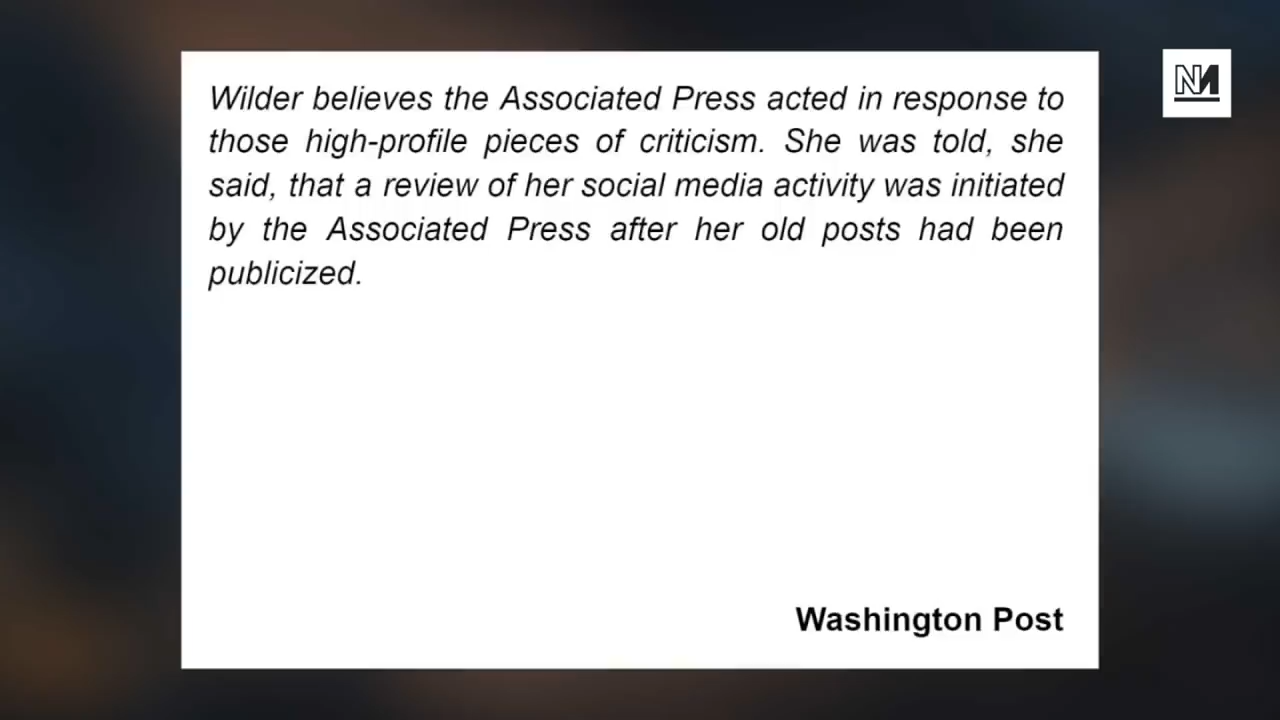 Wilder believes the Associated Press acted in response to
those high-profile pieces of criticism. She was told, she
said, that a review of her social media activity was initiated
by the Associated Press after her old posts had been
publicized.
Washington Post
NM